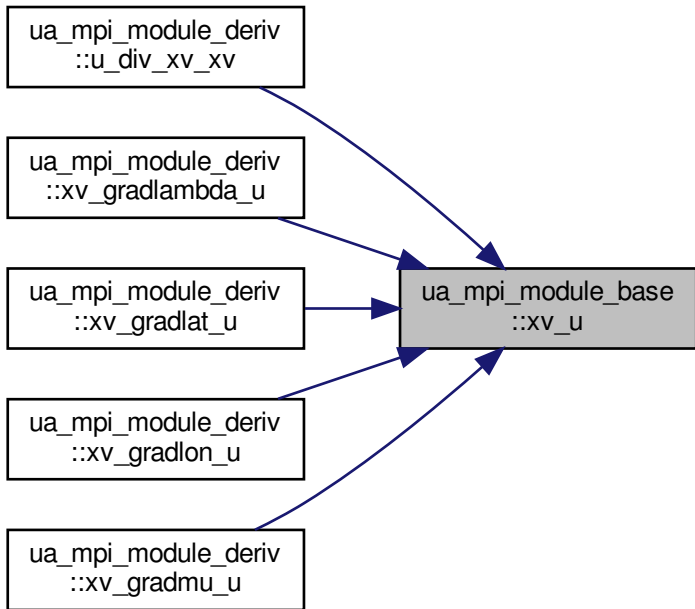 ua_mpi_module_deriv
::u_div_xv_xv
ua_mpi_module_deriv
::xv_gradlambda_u
ua_mpi_module_deriv
::xv_gradlat_u
ua_mpi_module_base
::xv_u
ua_mpi_module_deriv
::xv_gradlon_u
ua_mpi_module_deriv
::xv_gradmu_u